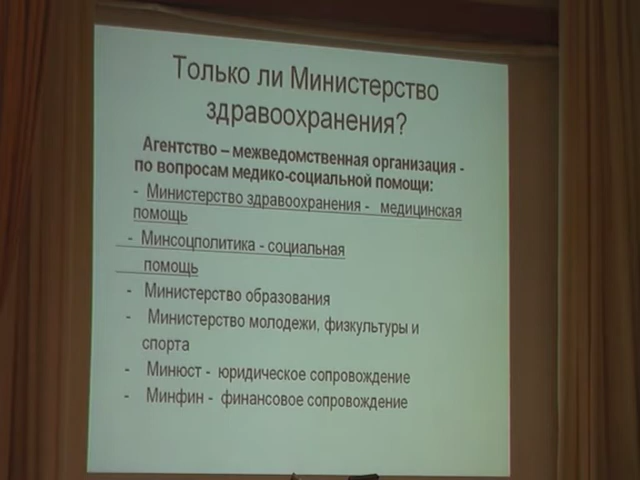 Только ли Министерство
здравоохранения?
Агентство – межведомственная организация -
по вопросам медико-социальной помощи:
- Министерство здравоохранения - медицинская
помощь
- Минсоцполитика - социальная
помощь
- Министерство образования
- Министерство молодежи, физкультуры и
спорта
- Минюст - юридическое сопровождение
- Минфин - финансовое сопровождение